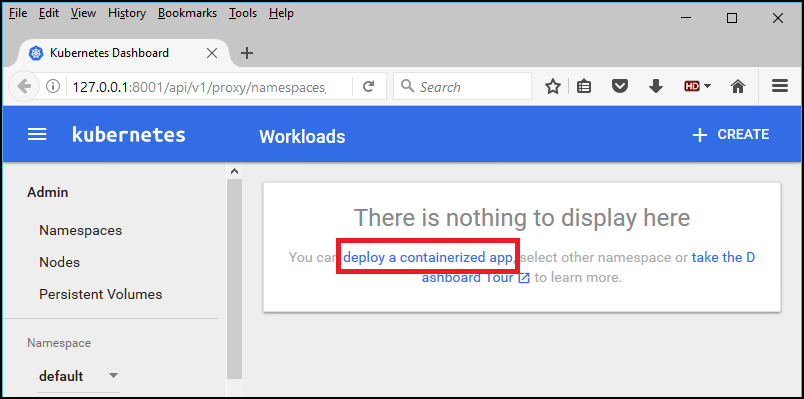 File Edit View History Bookmarks Tools Help
Kubernetes Dashboard
127.0.0.1:8001/api/v1/proxy/namespaces,
Search
HD
kubernetes
Workloads
CREATE
Admin
There is nothing to display here
Namespaces
You can deploy a containerized app, select other namespace or take the D
ashboard Tour to learn more.
Nodes
Persistent Volumes
Namespace
default